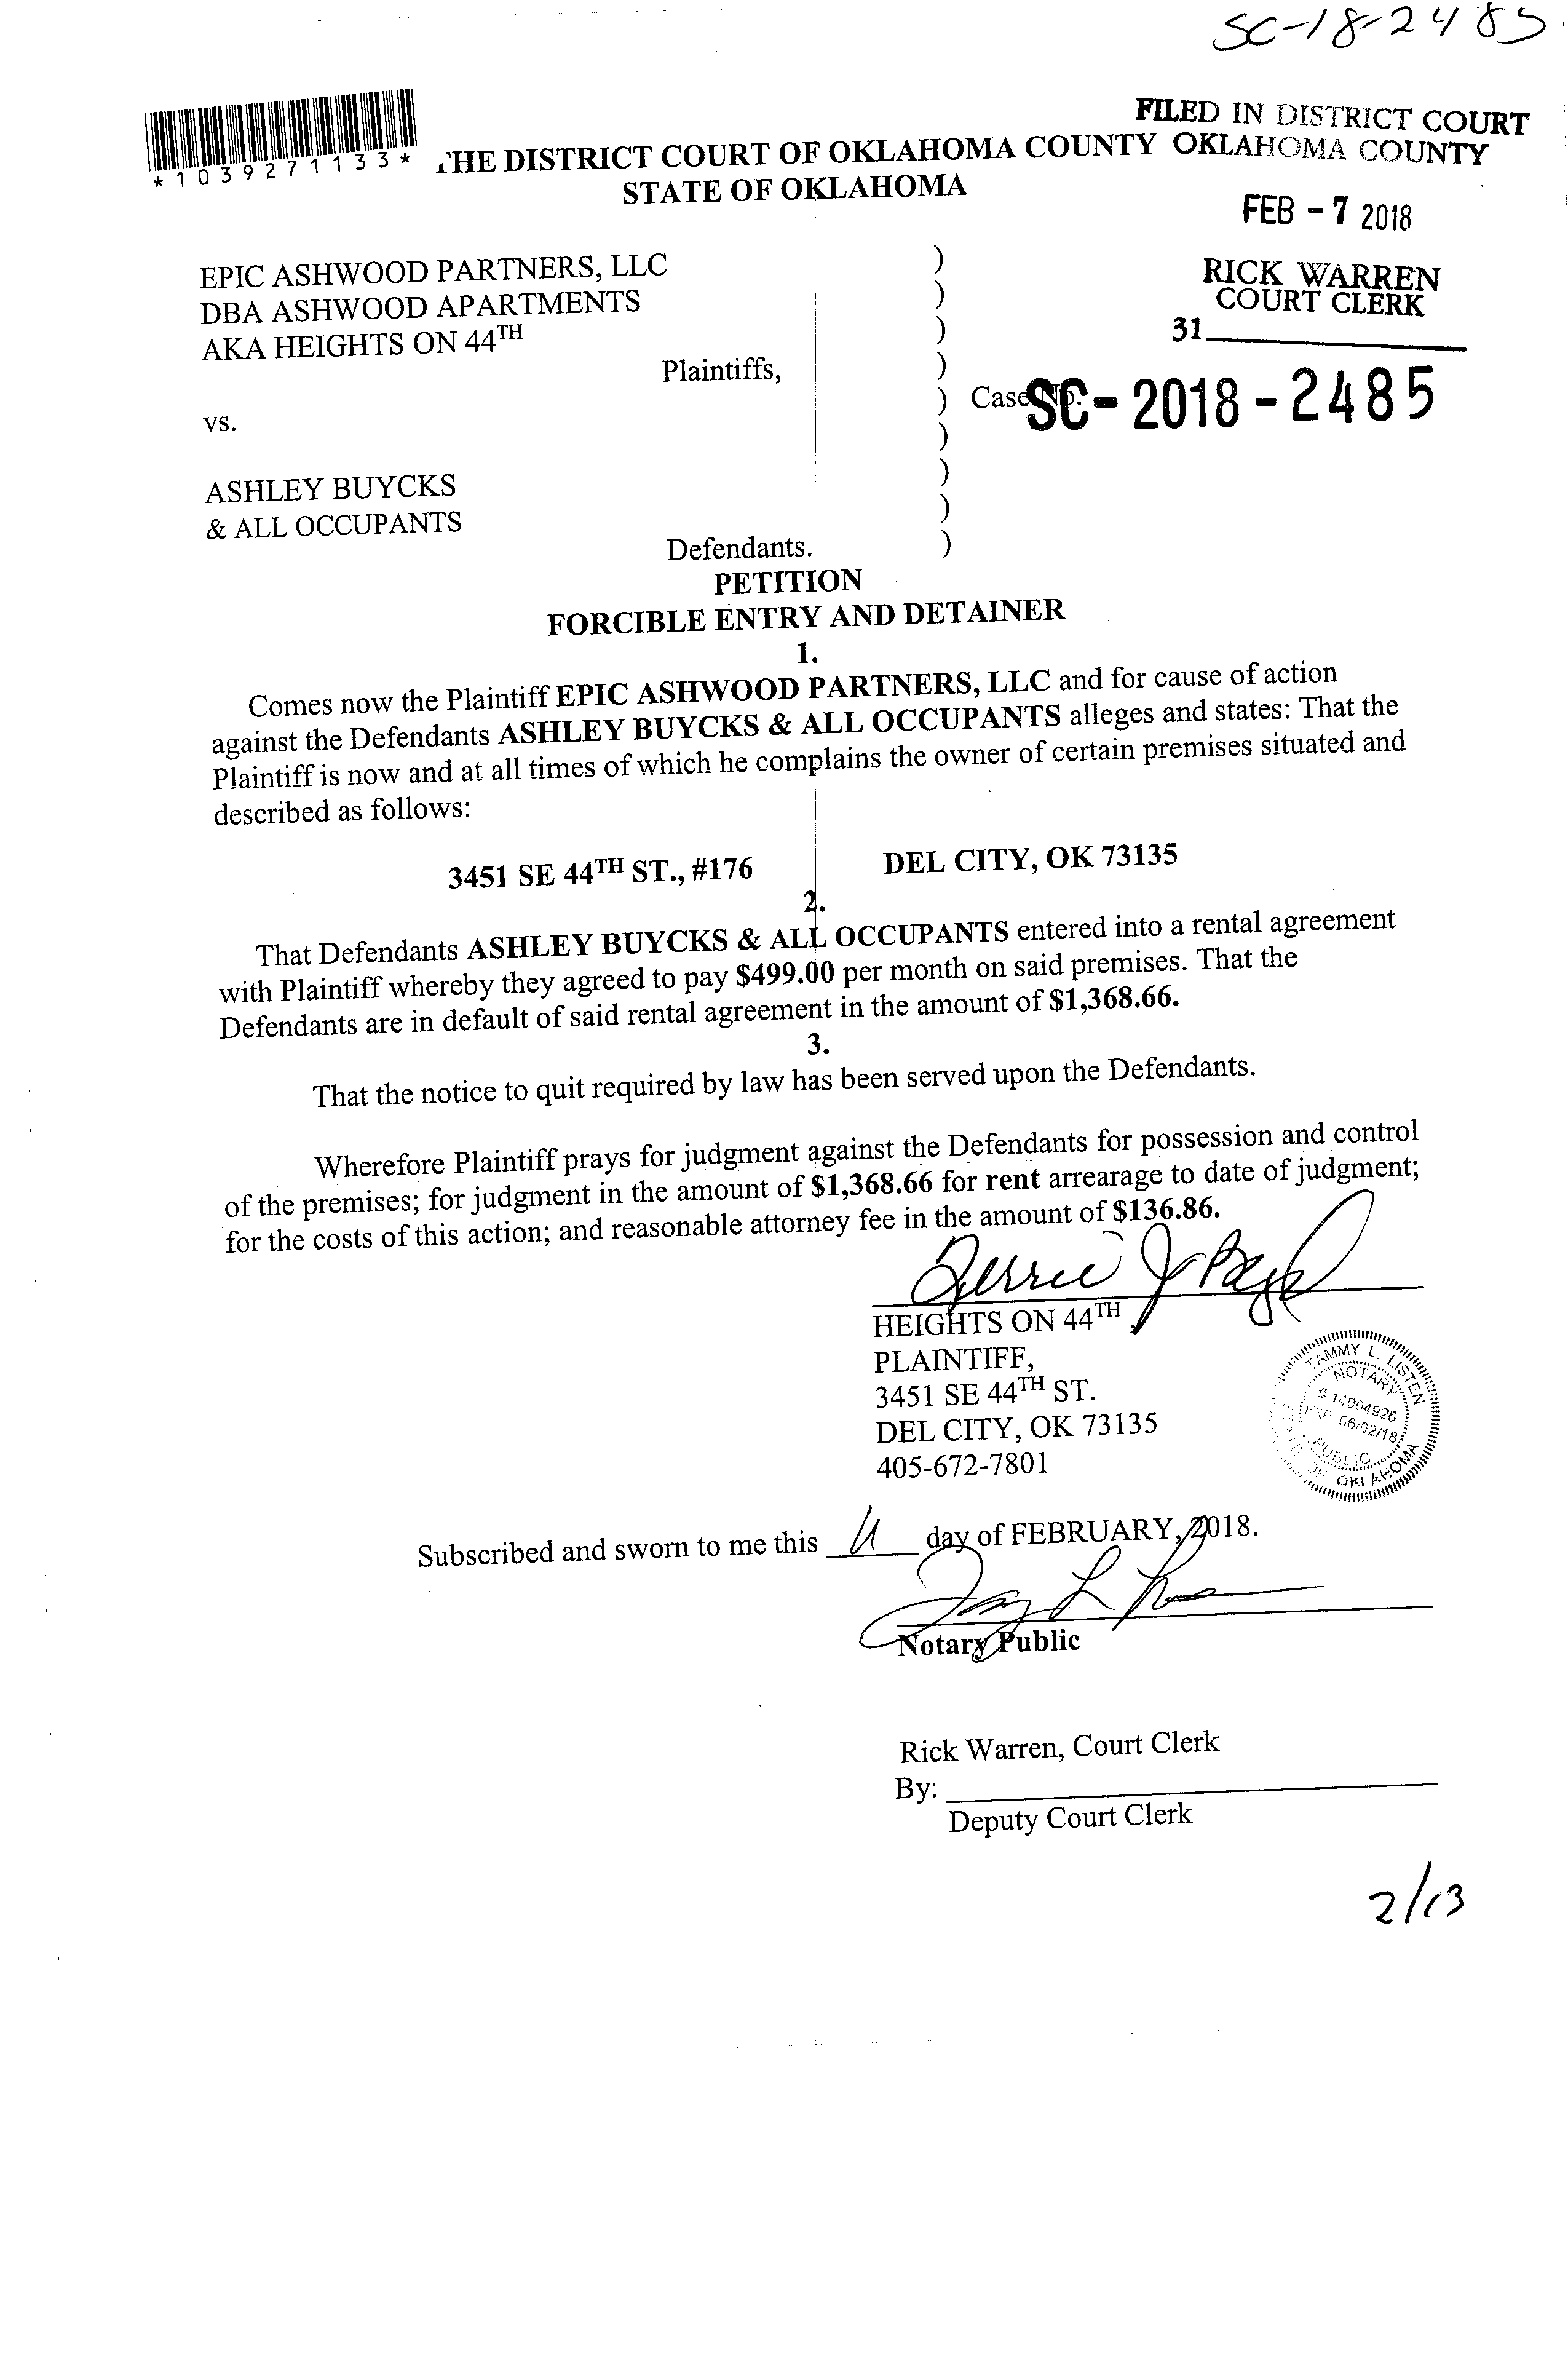 SC-18-2485
*1039271133*
FILED IN DISTRICT COURT
OKLAHOMA COUNTY
THE DISTRICT COURT OF OKLAHOMA COUNTY
STATE OF OKLAHOMA
FEB - 7 2018
RICK WARREN
COURT CLERK
31
EPIC ASHWOOD PARTNERS, LLC )
DBA ASHWOOD APARTMENTS )
AKA HEIGHTS ON 44TH )
Plaintiffs, )
) Case No. SC-2018-2485
vs.
)
ASHLEY BUYCKS )
& ALL OCCUPANTS )
Defendants. )
PETITION
FORCIBLE ENTRY AND DETAINER
1.
Comes now the Plaintiff EPIC ASHWOOD PARTNERS, LLC and for cause of action
against the Defendants ASHLEY BUYCKS & ALL OCCUPANTS alleges and states: That the
Plaintiff is now and at all times of which he complains the owner of certain premises situated and
described as follows:
3451 SE 44TH ST., #176 DEL CITY, OK 73135
2.
That Defendants ASHLEY BUYCKS & ALL OCCUPANTS entered into a rental agreement
with Plaintiff whereby they agreed to pay $499.00 per month on said premises. That the
Defendants are in default of said rental agreement in the amount of $1,368.66.
3.
That the notice to quit required by law has been served upon the Defendants.
Wherefore Plaintiff prays for judgment against the Defendants for possession and control
of the premises; for judgment in the amount of $1,368.66 for rent arrearage to date of judgment;
for the costs of this action; and reasonable attorney fee in the amount of $136.86.
HEIGHTS ON 44TH
PLAINTIFF,
3451 SE 44TH ST.
DEL CITY, OK 73135
405-672-7801
TAMMY L. LISTEN
NOTARY
# 14004926
EXP. 06/02/18
PUBLIC
STATE OF OKLAHOMA
Subscribed and sworn to me this day of FEBRUARY, 2018.
Notary Public
Rick Warren, Court Clerk
By:
Deputy Court Clerk
2/13